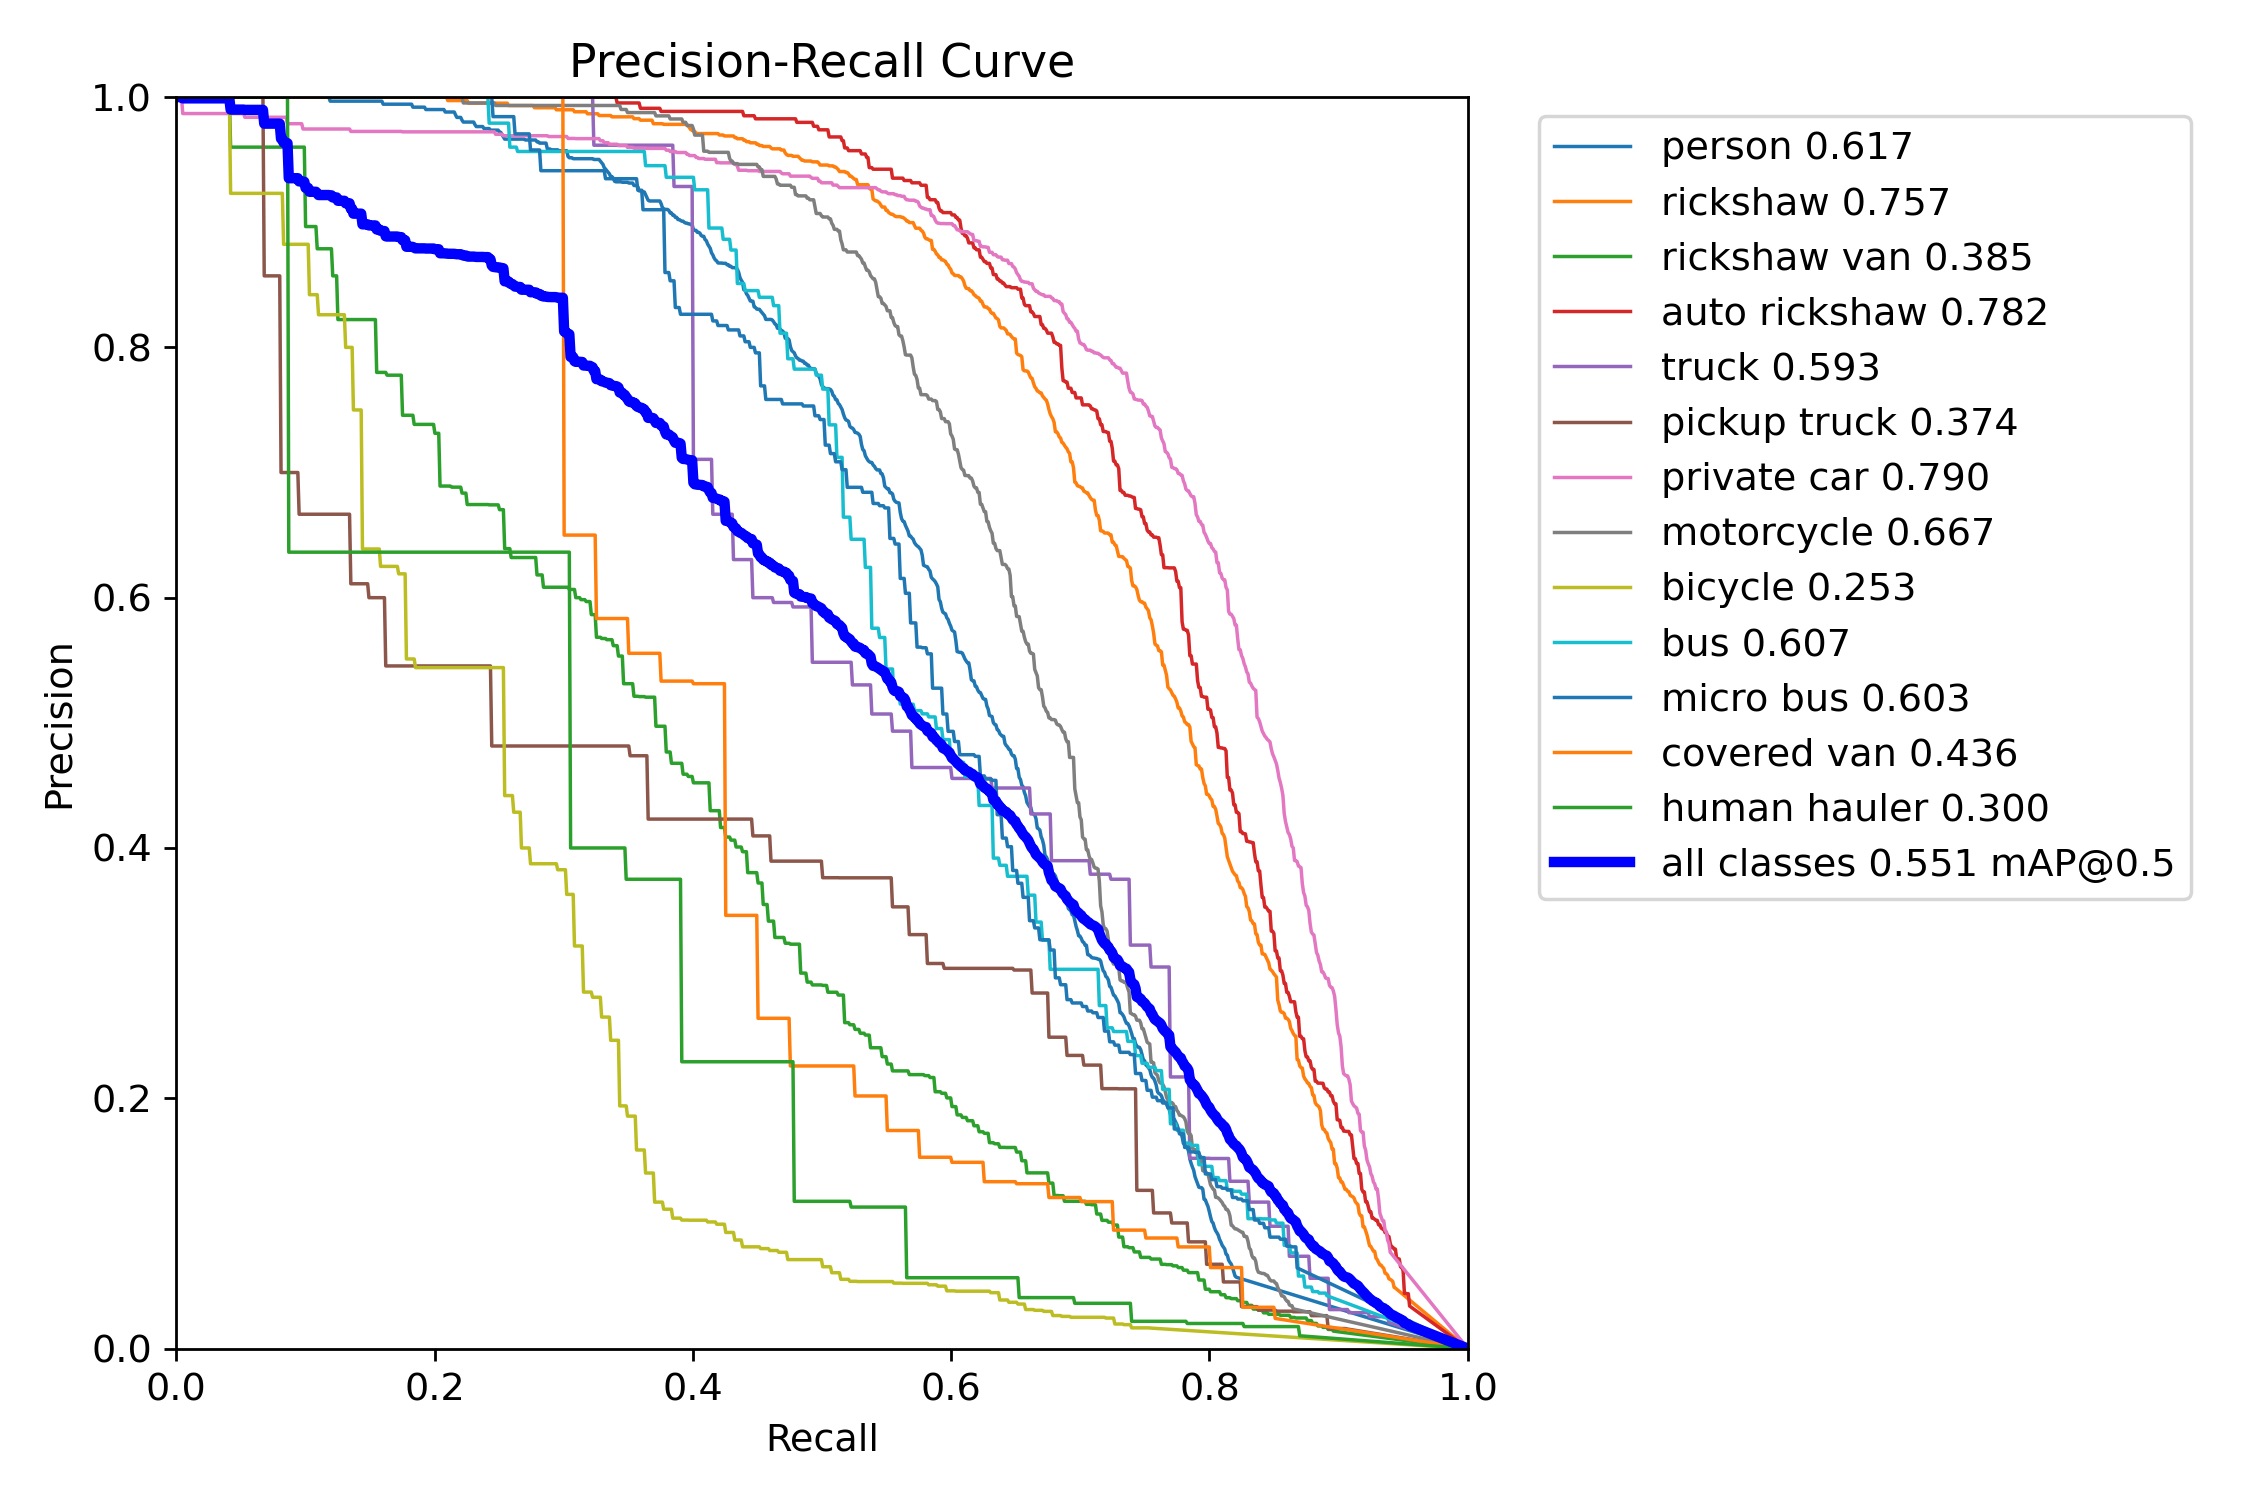 Precision-Recall Curve
1.0
0.8
0.6
0.4
0.2
0.0
Precision
0.0 0.2 0.4 0.6 0.8 1.0
Recall
person 0.617
rickshaw 0.757
rickshaw van 0.385
auto rickshaw 0.782
truck 0.593
pickup truck 0.374
private car 0.790
motorcycle 0.667
bicycle 0.253
bus 0.607
micro bus 0.603
covered van 0.436
human hauler 0.300
all classes 0.551 mAP@0.5